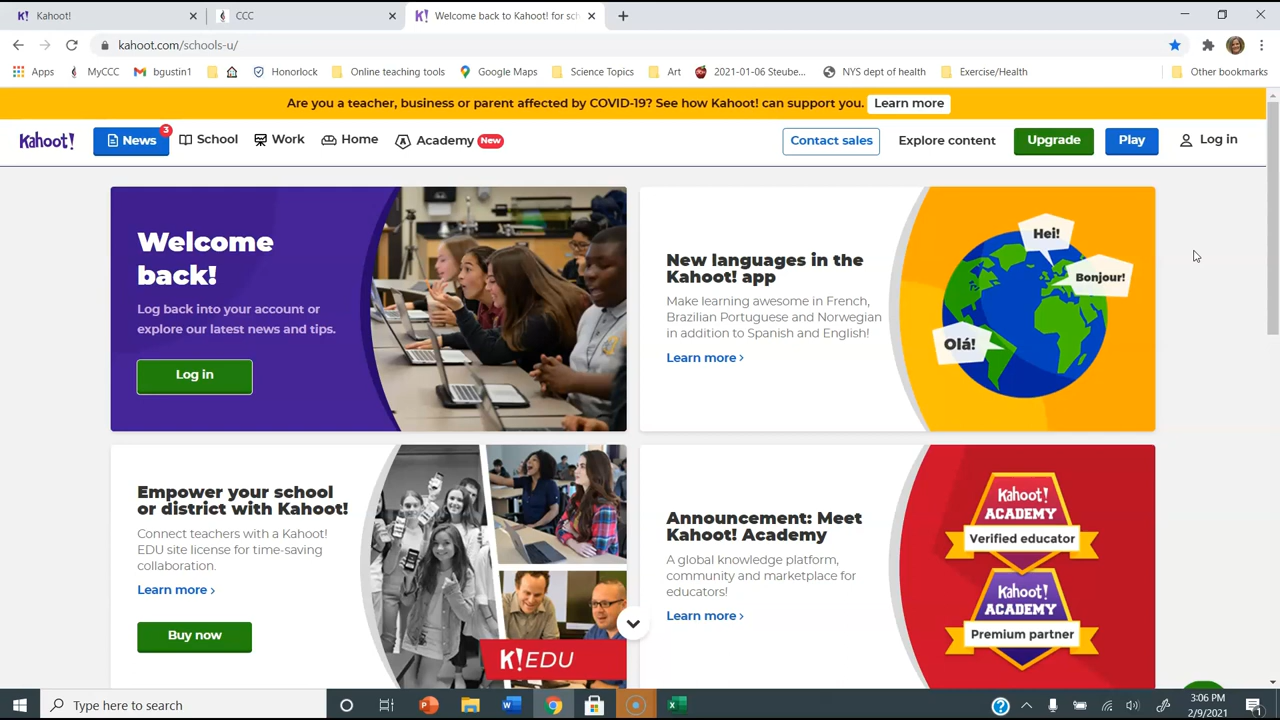 Kahoot!
CCC
Welcome back to Kahoot! for sch
kahoot.com/schools-u/
Apps
MyCCC
bgustin1
Honorlock
Online teaching tools
Google Maps
Science Topics
Art
2021-01-06 Steube...
NYS dept of health
Exercise/Health
Other bookmarks
Are you a teacher, business or parent affected by COVID-19? See how Kahoot! can support you.
Learn more
Kahoot!
News
3
School
Work
Home
Academy
New
Contact sales
Explore content
Upgrade
Play
Log in
Welcome
back!
Log back into your account or
explore our latest news and tips.
Log in
New languages in the
Kahoot! app
Make learning awesome in French,
Brazilian Portuguese and Norwegian
in addition to Spanish and English!
Learn more ›
Hei!
Bonjour!
Olá!
Empower your school
or district with Kahoot!
Connect teachers with a Kahoot!
EDU site license for time-saving
collaboration.
Learn more ›
Buy now
K!EDU
Announcement: Meet
Kahoot! Academy
A global knowledge platform,
community and marketplace for
educators!
Learn more ›
Kahoot!
ACADEMY
Verified educator
Kahoot!
ACADEMY
Premium partner
Type here to search
3:06 PM
2/9/2021
1